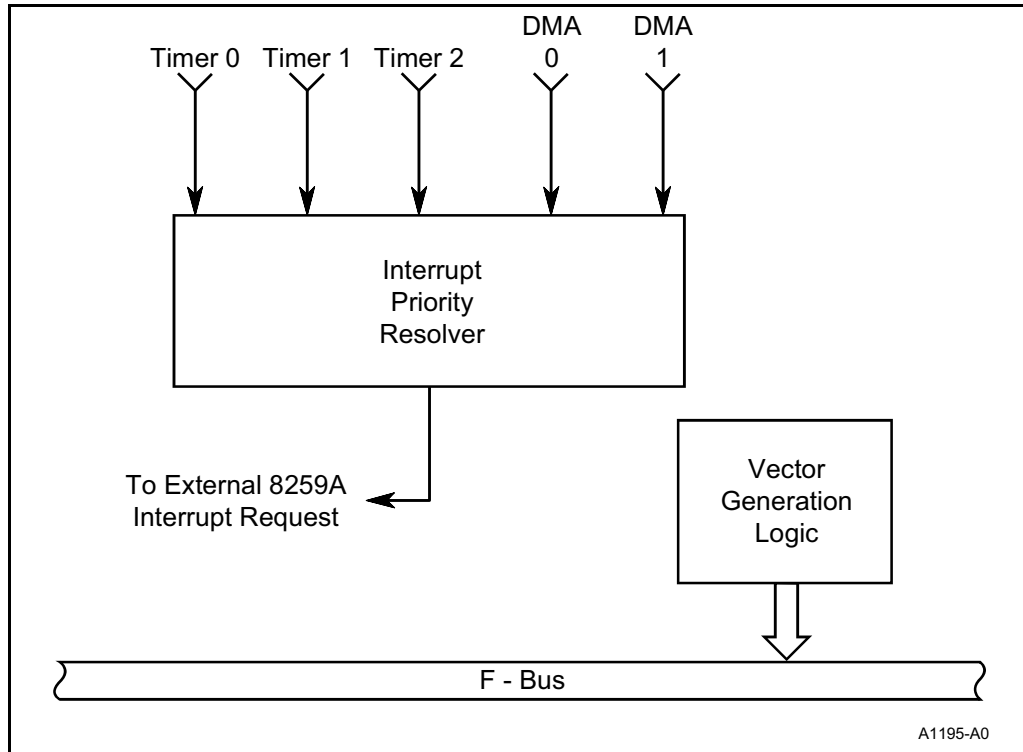 DMA DMA
Timer 0 Timer 1 Timer 2 0 1
Interrupt
Priority
Resolver
To External 8259A
Interrupt Request
Vector
Generation
Logic
F - Bus
A1195-A0